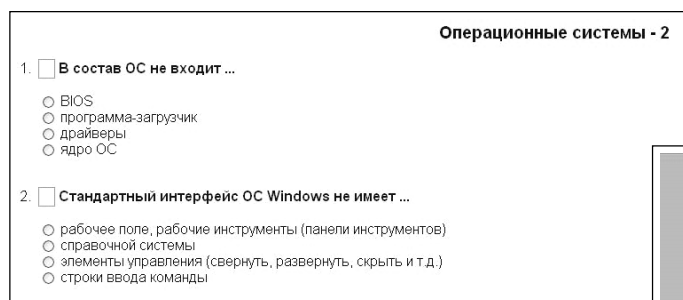 Операционные системы - 2
1. В состав ОС не входит ...
BIOS
программа-загрузчик
драйверы
ядро ОС
2. Стандартный интерфейс ОС Windows не имеет ...
рабочее поле, рабочие инструменты (панели инструментов)
справочной системы
элементы управления (свернуть, развернуть, скрыть и т.д.)
строки ввода команды